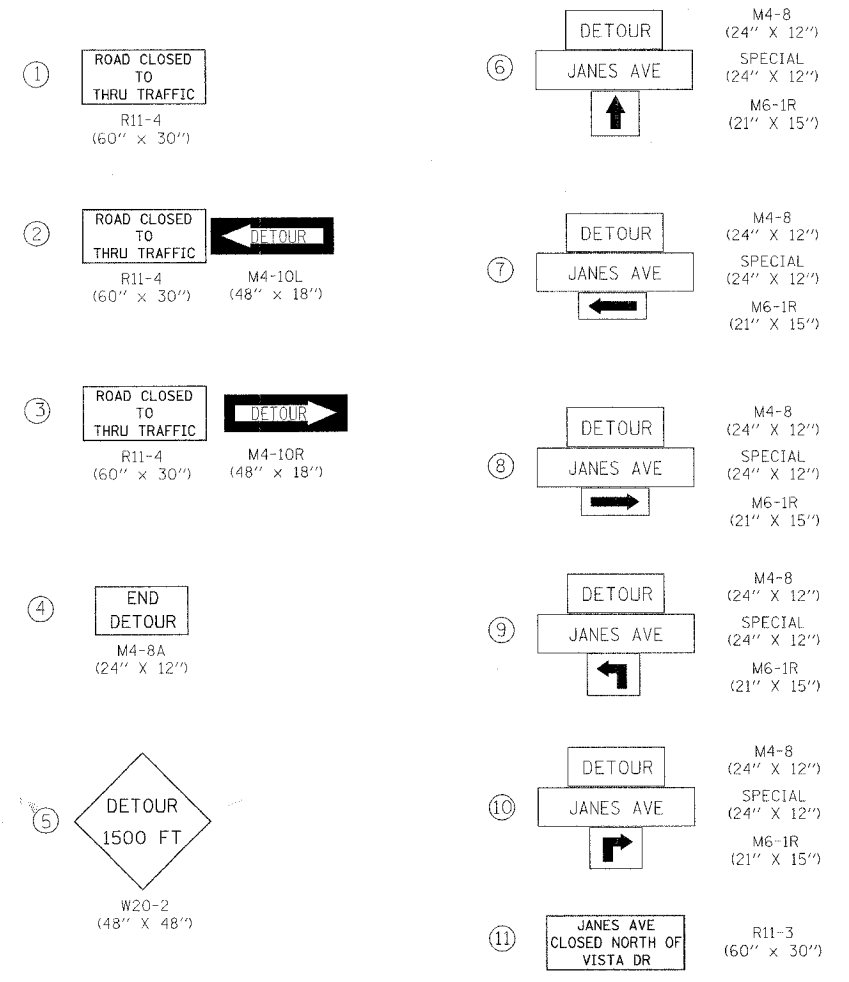 1
ROAD CLOSED
TO
THRU TRAFFIC
R11-4
(60" x 30")
2
ROAD CLOSED
TO
THRU TRAFFIC
DETOUR
R11-4
(60" x 30")
M4-10L
(48" x 18")
3
ROAD CLOSED
TO
THRU TRAFFIC
DETOUR
R11-4
(60" x 30")
M4-10R
(48" x 18")
4
END
DETOUR
M4-8A
(24" X 12")
5
DETOUR
1500 FT
W20-2
(48" X 48")
6
DETOUR
JANES AVE
M4-8
(24" X 12")
SPECIAL
(24" X 12")
M6-1R
(21" X 15")
7
DETOUR
JANES AVE
M4-8
(24" X 12")
SPECIAL
(24" X 12")
M6-1R
(21" X 15")
8
DETOUR
JANES AVE
M4-8
(24" X 12")
SPECIAL
(24" X 12")
M6-1R
(21" X 15")
9
DETOUR
JANES AVE
M4-8
(24" X 12")
SPECIAL
(24" X 12")
M6-1R
(21" X 15")
10
DETOUR
JANES AVE
M4-8
(24" X 12")
SPECIAL
(24" X 12")
M6-1R
(21" X 15")
11
JANES AVE
CLOSED NORTH OF
VISTA DR
R11-3
(60" x 30")